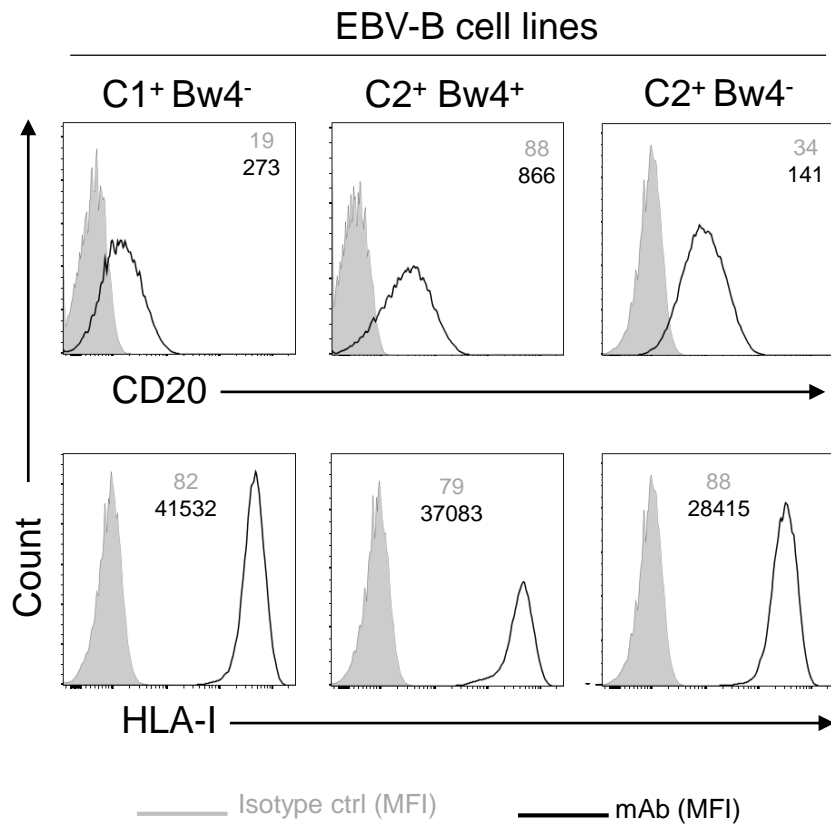 EBV-B cell lines
C1⁺ Bw4⁻
C2⁺ Bw4⁺
C2⁺ Bw4⁻
19
273
88
866
34
141
CD20
82
41532
79
37083
88
28415
Count
HLA-I
Isotype ctrl (MFI)
mAb (MFI)